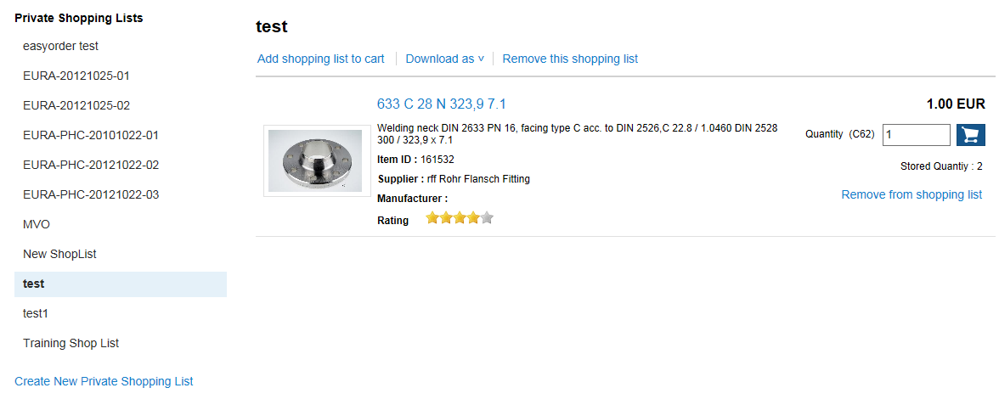 Private Shopping Lists
easyorder test
EURA-20121025-01
EURA-20121025-02
EURA-PHC-20101022-01
EURA-PHC-20121022-02
EURA-PHC-20121022-03
MVO
New ShopList
test
test1
Training Shop List
Create New Private Shopping List
test
Add shopping list to cart
Download as v
Remove this shopping list
633 C 28 N 323,9 7.1
1.00 EUR
Welding neck DIN 2633 PN 16, facing type C acc. to DIN 2526,C 22.8 / 1.0460 DIN 2528
300 / 323,9 x 7.1
Quantity (C62) 1
Item ID : 161532
Stored Quantiy : 2
Supplier : rff Rohr Flansch Fitting
Manufacturer :
Remove from shopping list
Rating